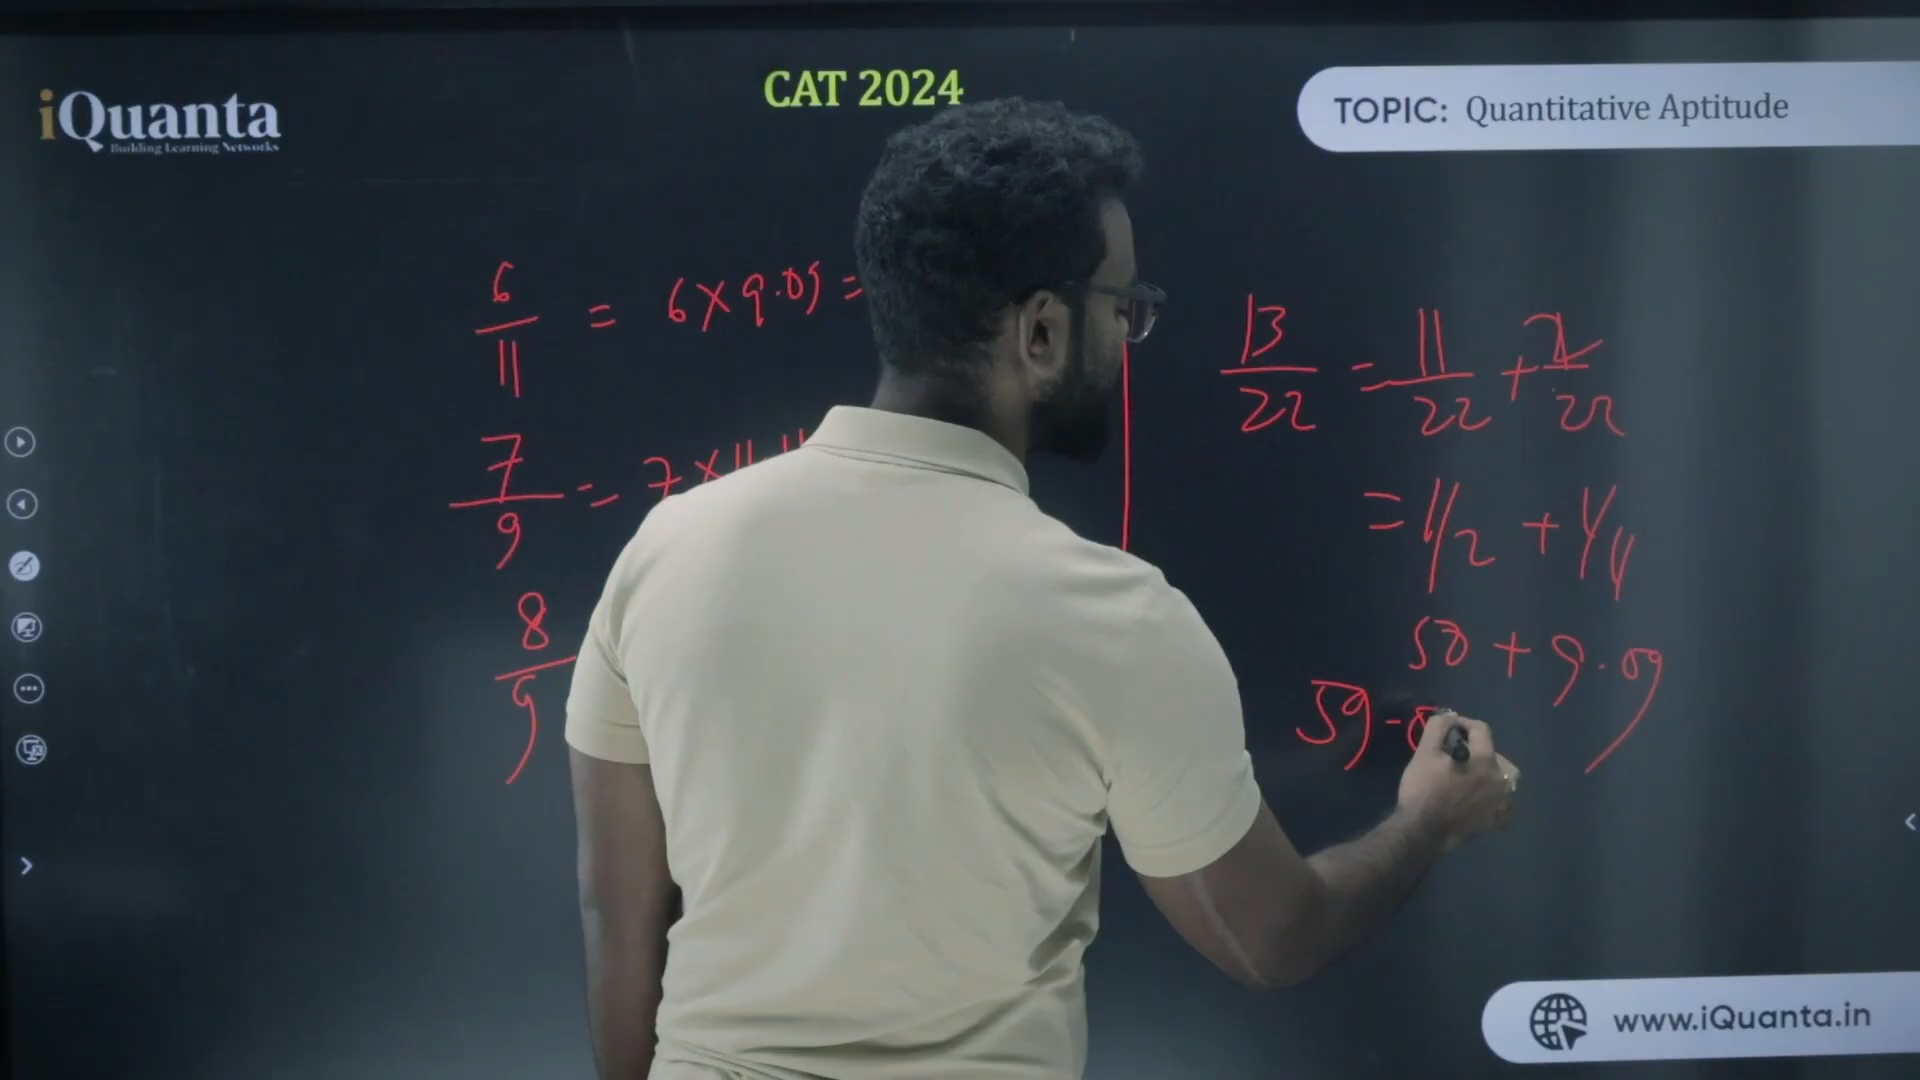 CAT 2024
iQuanta
Building Learning Networks
TOPIC: Quantitative Aptitude
6/11 = 6×9.09 =
7/9 = 7×11.11
8/9
13/22 = 11/22 + 2/22
= 1/2 + 1/11
50 + 9.09
59.0
www.iQuanta.in